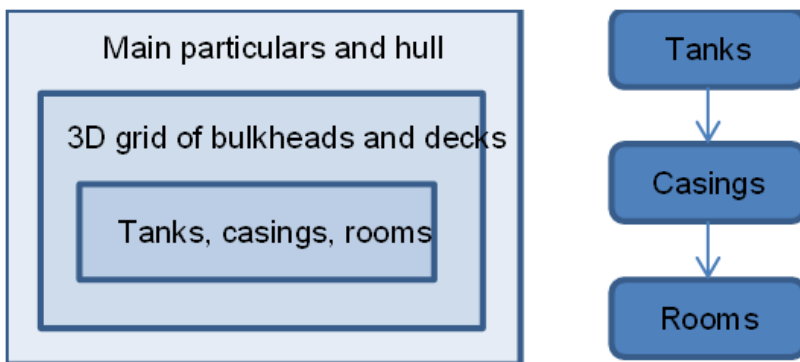 Main particulars and hull
3D grid of bulkheads and decks
Tanks, casings, rooms
Tanks
Casings
Rooms